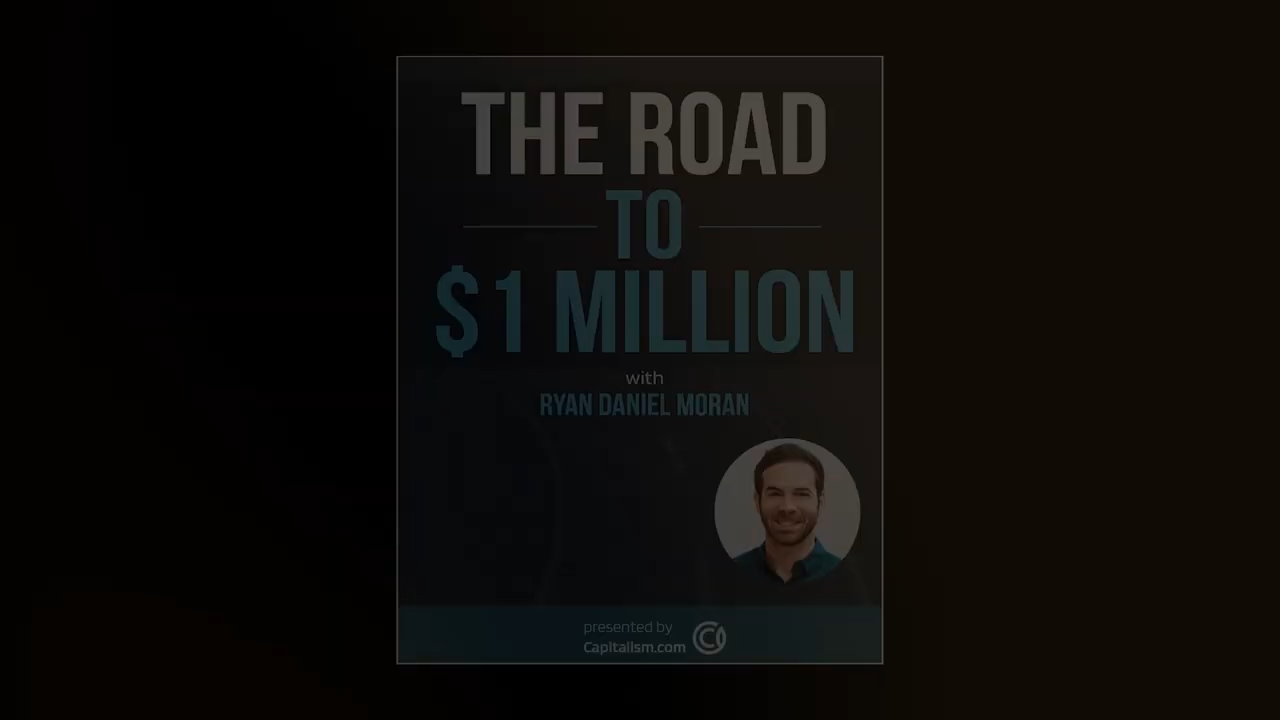 THE ROAD
TO
$1 MILLION
with
RYAN DANIEL MORAN
presented by
Capitalism.com